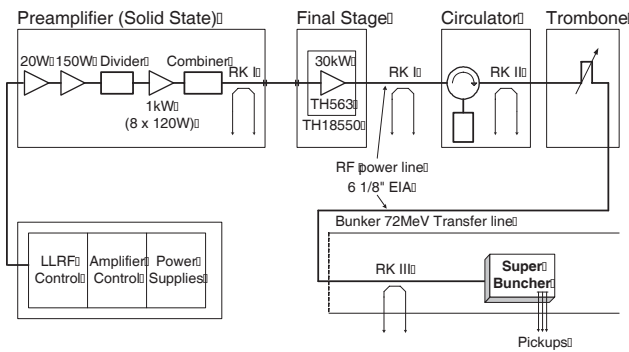 Preamplifier (Solid State)
Final Stage
Circulator
Trombone
20W
150W
Divider
Combiner
RK I
30kW
RK I
RK II
1kW
(8 x 120W)
TH563
TH18550
RF power line
6 1/8" EIA
Bunker 72MeV Transfer line
LLRF
Control
Amplifier
Control
Power
Supplies
RK III
Super
Buncher
Pickups